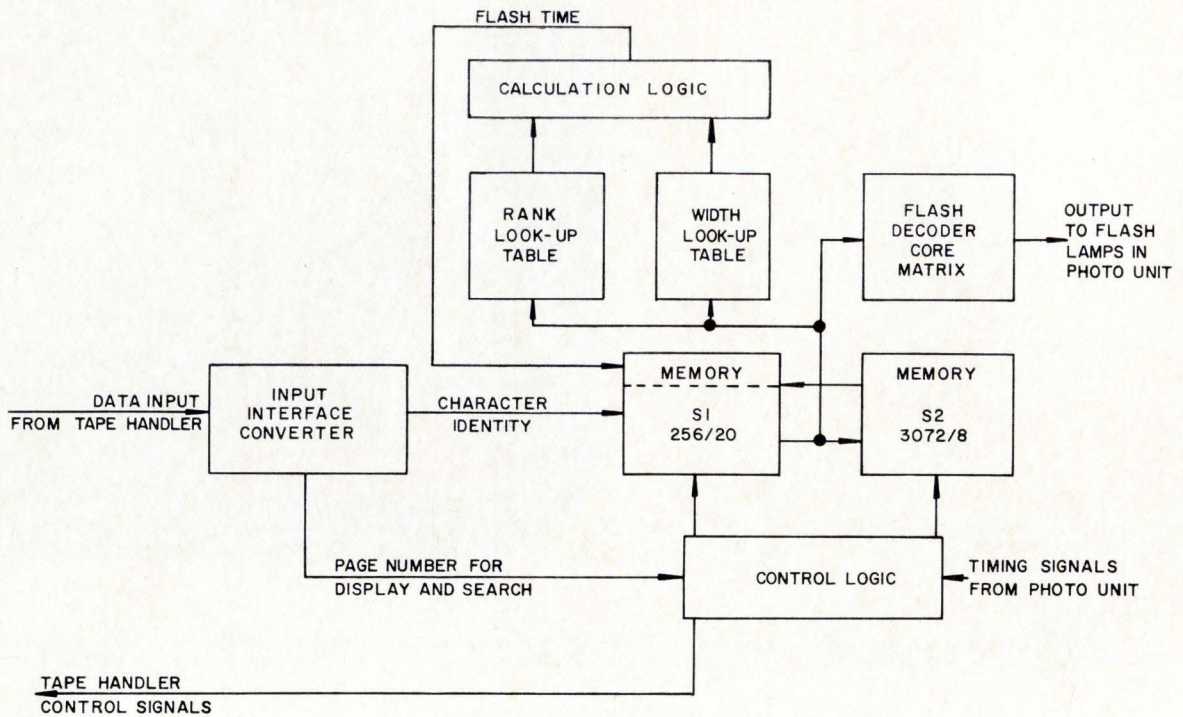 FLASH TIME
CALCULATION LOGIC
RANK
LOOK-UP
TABLE
WIDTH
LOOK-UP
TABLE
FLASH
DECODER
CORE
MATRIX
OUTPUT
TO FLASH
LAMPS IN
PHOTO UNIT
DATA INPUT
FROM TAPE HANDLER
INPUT
INTERFACE
CONVERTER
CHARACTER
IDENTITY
MEMORY
S1
256/20
MEMORY
S2
3072/8
PAGE NUMBER FOR
DISPLAY AND SEARCH
CONTROL LOGIC
TIMING SIGNALS
FROM PHOTO UNIT
TAPE HANDLER
CONTROL SIGNALS